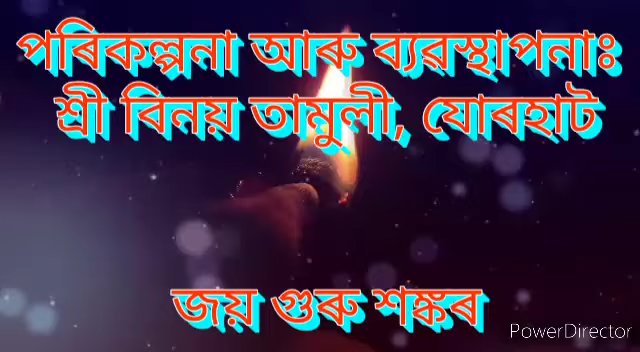 পৰিকল্পনা আৰু ব্যৱস্থাপনাঃ
শ্ৰী বিনয় তামুলী, যোৰহাট
জয় গুৰু শঙ্কৰ
PowerDirector